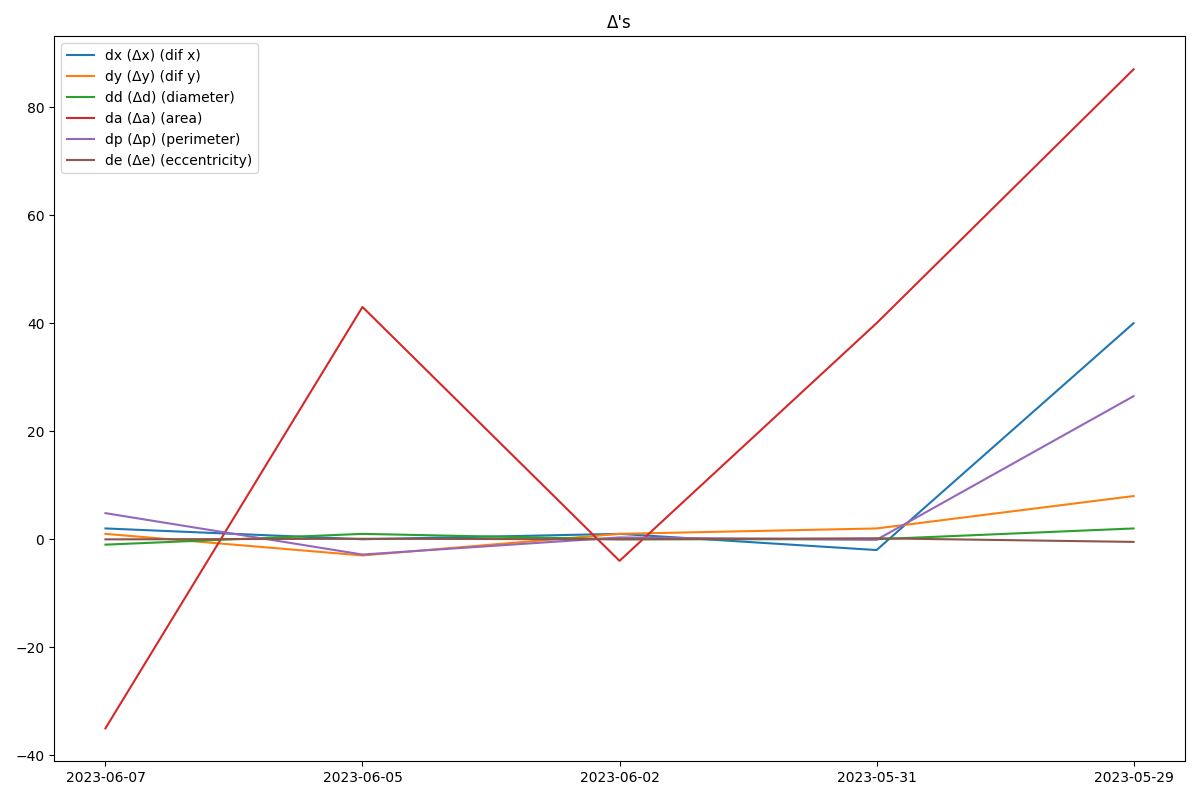 Δ's
dx (Δx) (dif x)
dy (Δy) (dif y)
dd (Δd) (diameter)
da (Δa) (area)
dp (Δp) (perimeter)
de (Δe) (eccentricity)
80
60
40
20
0
−20
−40
2023-06-07 2023-06-05 2023-06-02 2023-05-31 2023-05-29